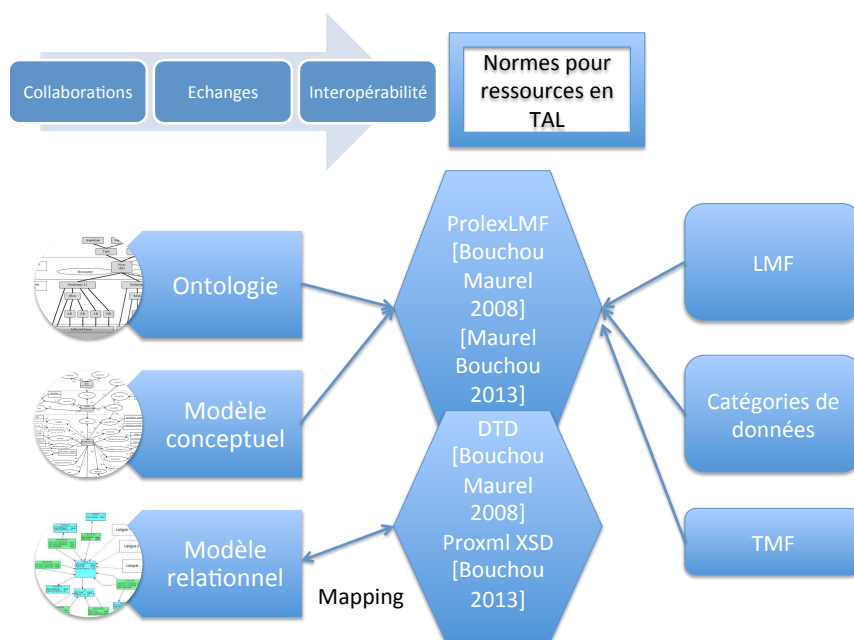 Collaborations
Echanges
Interopérabilité
Normes pour
ressources en
TAL
Ontologie
Modèle
conceptuel
Modèle
relationnel
Mapping
ProlexLMF
[Bouchou
Maurel
2008]
[Maurel
Bouchou
2013]
DTD
[Bouchou
Maurel
2008]
Proxml XSD
[Bouchou
2013]
LMF
Catégories de
données
TMF